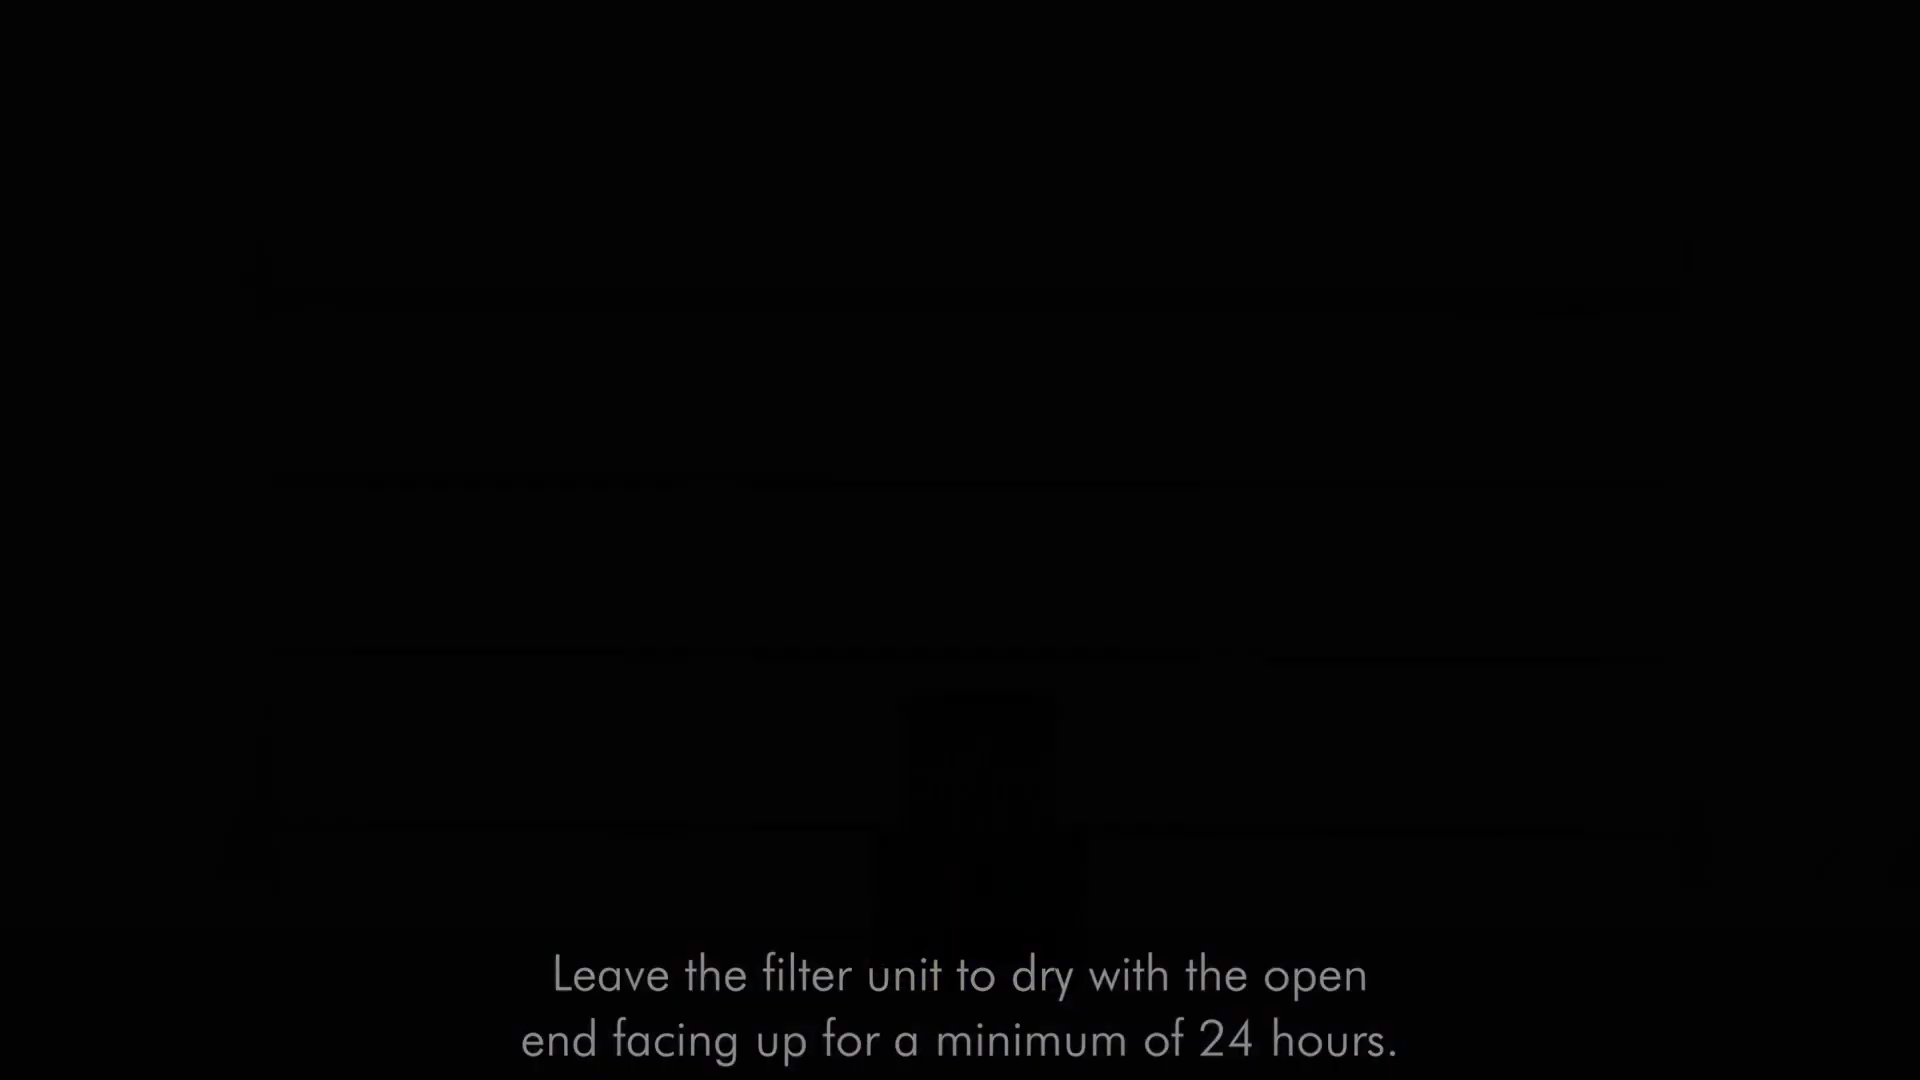 Leave the filter unit to dry with the open
end facing up for a minimum of 24 hours.